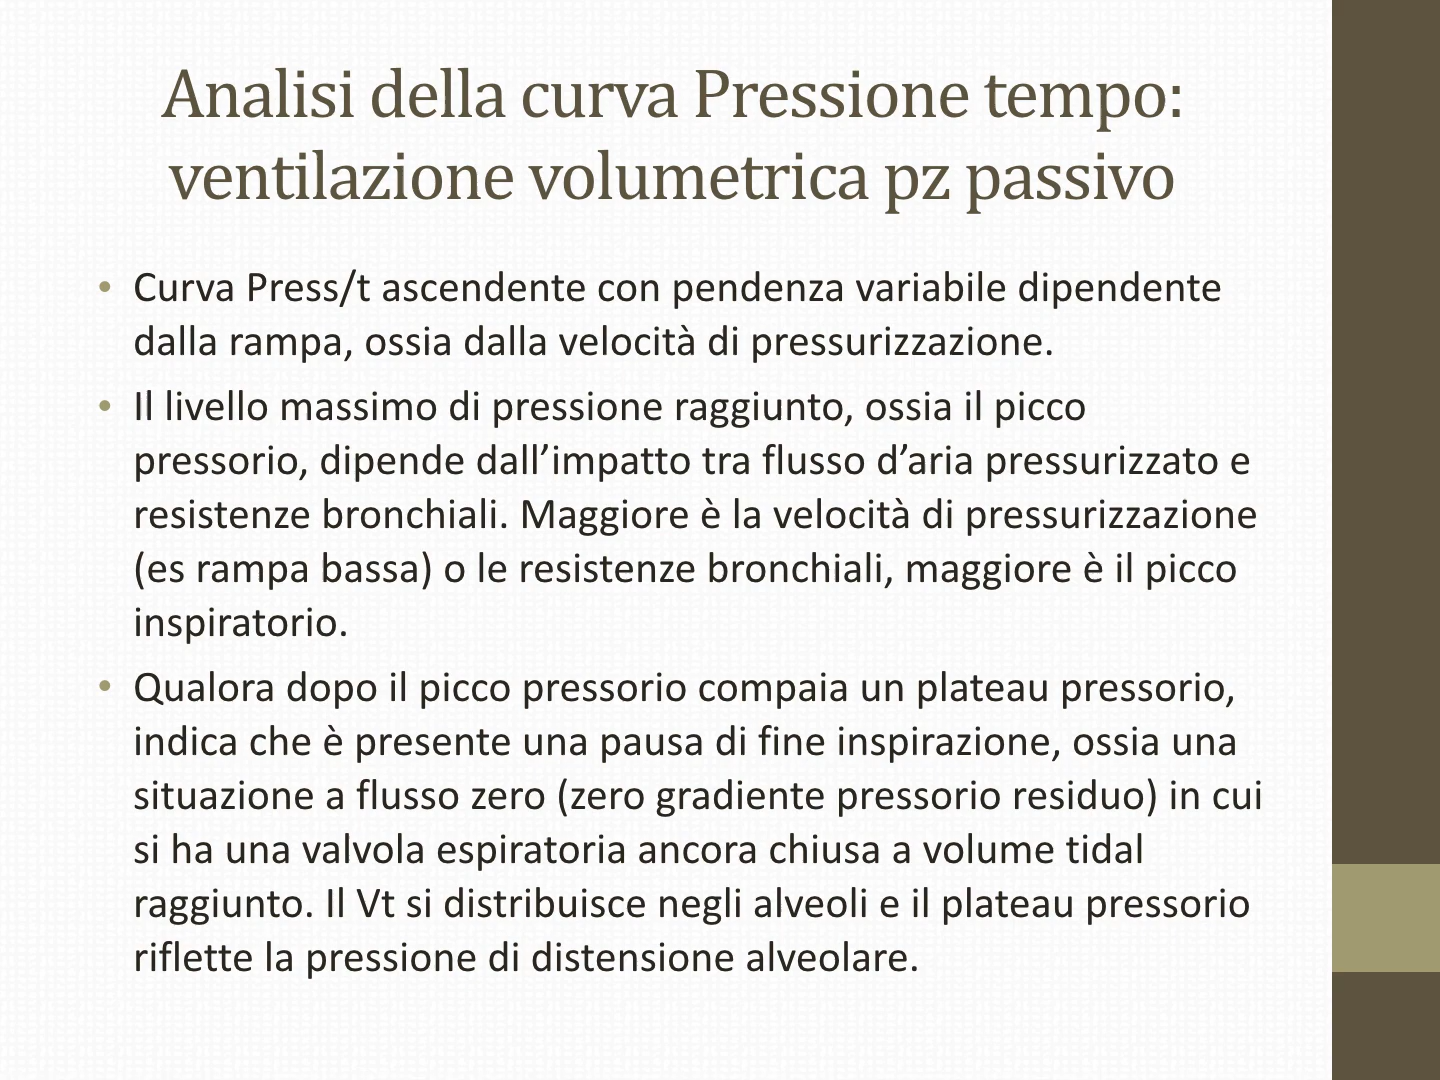 Analisi della curva Pressione tempo:
ventilazione volumetrica pz passivo
• Curva Press/t ascendente con pendenza variabile dipendente
dalla rampa, ossia dalla velocità di pressurizzazione.
• Il livello massimo di pressione raggiunto, ossia il picco
pressorio, dipende dall’impatto tra flusso d’aria pressurizzato e
resistenze bronchiali. Maggiore è la velocità di pressurizzazione
(es rampa bassa) o le resistenze bronchiali, maggiore è il picco
inspiratorio.
• Qualora dopo il picco pressorio compaia un plateau pressorio,
indica che è presente una pausa di fine inspirazione, ossia una
situazione a flusso zero (zero gradiente pressorio residuo) in cui
si ha una valvola espiratoria ancora chiusa a volume tidal
raggiunto. Il Vt si distribuisce negli alveoli e il plateau pressorio
riflette la pressione di distensione alveolare.